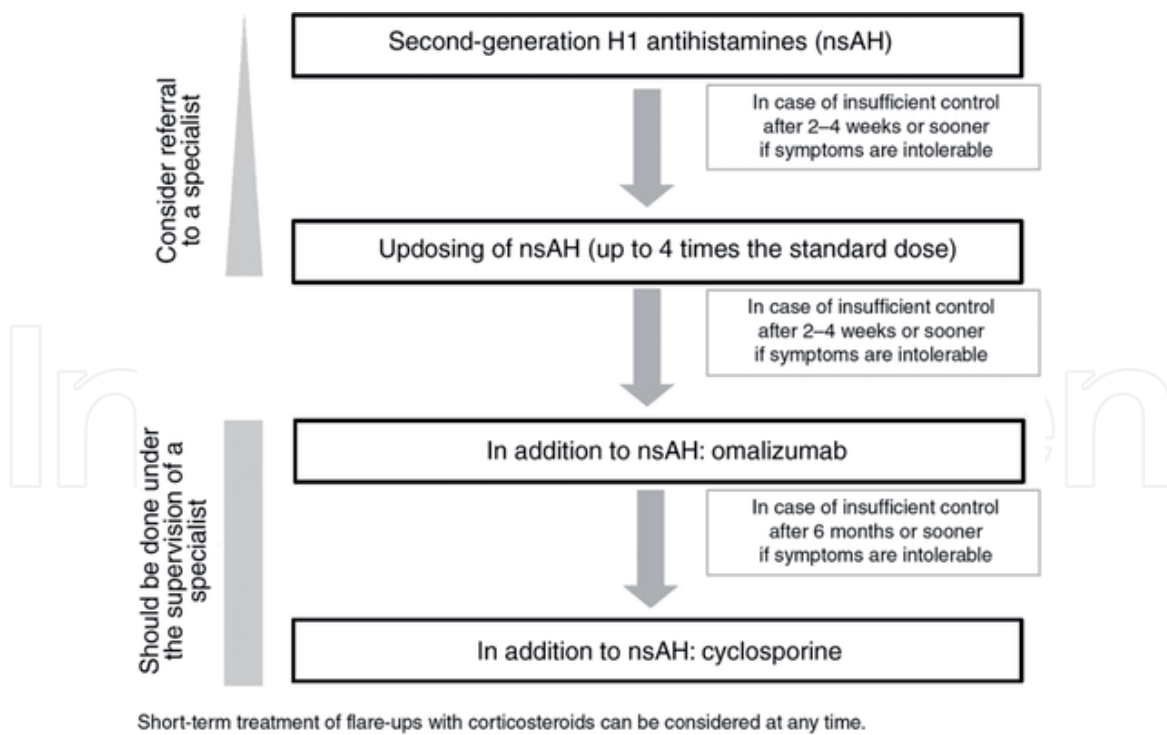 Second-generation H1 antihistamines (nsAH)
In case of insufficient control
after 2–4 weeks or sooner
if symptoms are intolerable
Consider referral
to a specialist
Updosing of nsAH (up to 4 times the standard dose)
In case of insufficient control
after 2–4 weeks or sooner
if symptoms are intolerable
In addition to nsAH: omalizumab
In case of insufficient control
after 6 months or sooner
if symptoms are intolerable
Should be done under
the supervision of a
specialist
In addition to nsAH: cyclosporine
Short-term treatment of flare-ups with corticosteroids can be considered at any time.